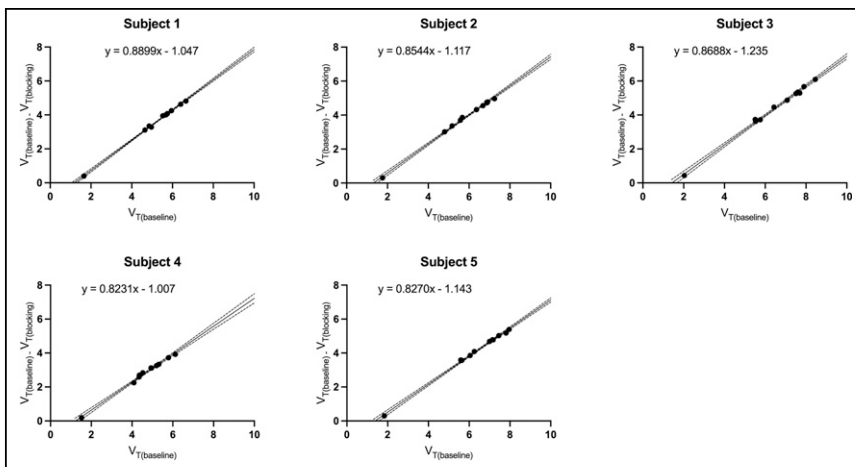 Subject 1
y = 0.8899x - 1.047
VT(baseline) - VT(blocking)
8
6
4
2
0
0 2 4 6 8 10
VT(baseline)
Subject 2
y = 0.8544x - 1.117
VT(baseline) - VT(blocking)
8
6
4
2
0
0 2 4 6 8 10
VT(baseline)
Subject 3
y = 0.8688x - 1.235
VT(baseline) - VT(blocking)
8
6
4
2
0
0 2 4 6 8 10
VT(baseline)
Subject 4
y = 0.8231x - 1.007
VT(baseline) - VT(blocking)
8
6
4
2
0
0 2 4 6 8 10
VT(baseline)
Subject 5
y = 0.8270x - 1.143
VT(baseline) - VT(blocking)
8
6
4
2
0
0 2 4 6 8 10
VT(baseline)